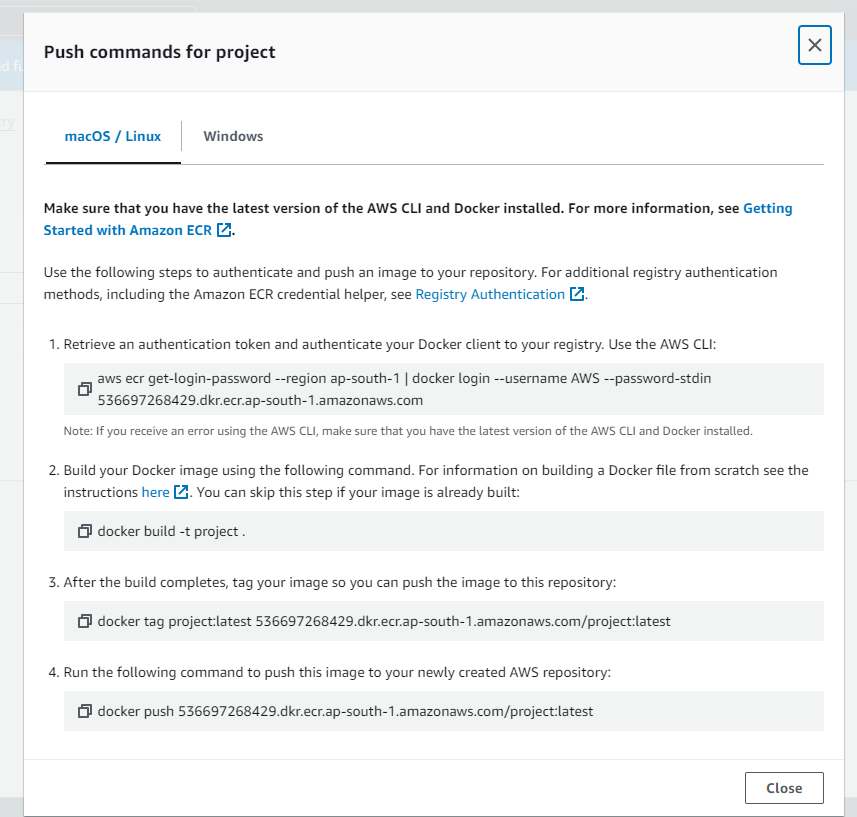 Push commands for project
d fu
ry
macOS / Linux
Windows
Make sure that you have the latest version of the AWS CLI and Docker installed. For more information, see Getting
Started with Amazon ECR.
Use the following steps to authenticate and push an image to your repository. For additional registry authentication
methods, including the Amazon ECR credential helper, see Registry Authentication.
1. Retrieve an authentication token and authenticate your Docker client to your registry. Use the AWS CLI:
aws ecr get-login-password --region ap-south-1 | docker login --username AWS --password-stdin
536697268429.dkr.ecr.ap-south-1.amazonaws.com
Note: If you receive an error using the AWS CLI, make sure that you have the latest version of the AWS CLI and Docker installed.
2. Build your Docker image using the following command. For information on building a Docker file from scratch see the
instructions here. You can skip this step if your image is already built:
docker build -t project .
3. After the build completes, tag your image so you can push the image to this repository:
docker tag project:latest 536697268429.dkr.ecr.ap-south-1.amazonaws.com/project:latest
4. Run the following command to push this image to your newly created AWS repository:
docker push 536697268429.dkr.ecr.ap-south-1.amazonaws.com/project:latest
Close